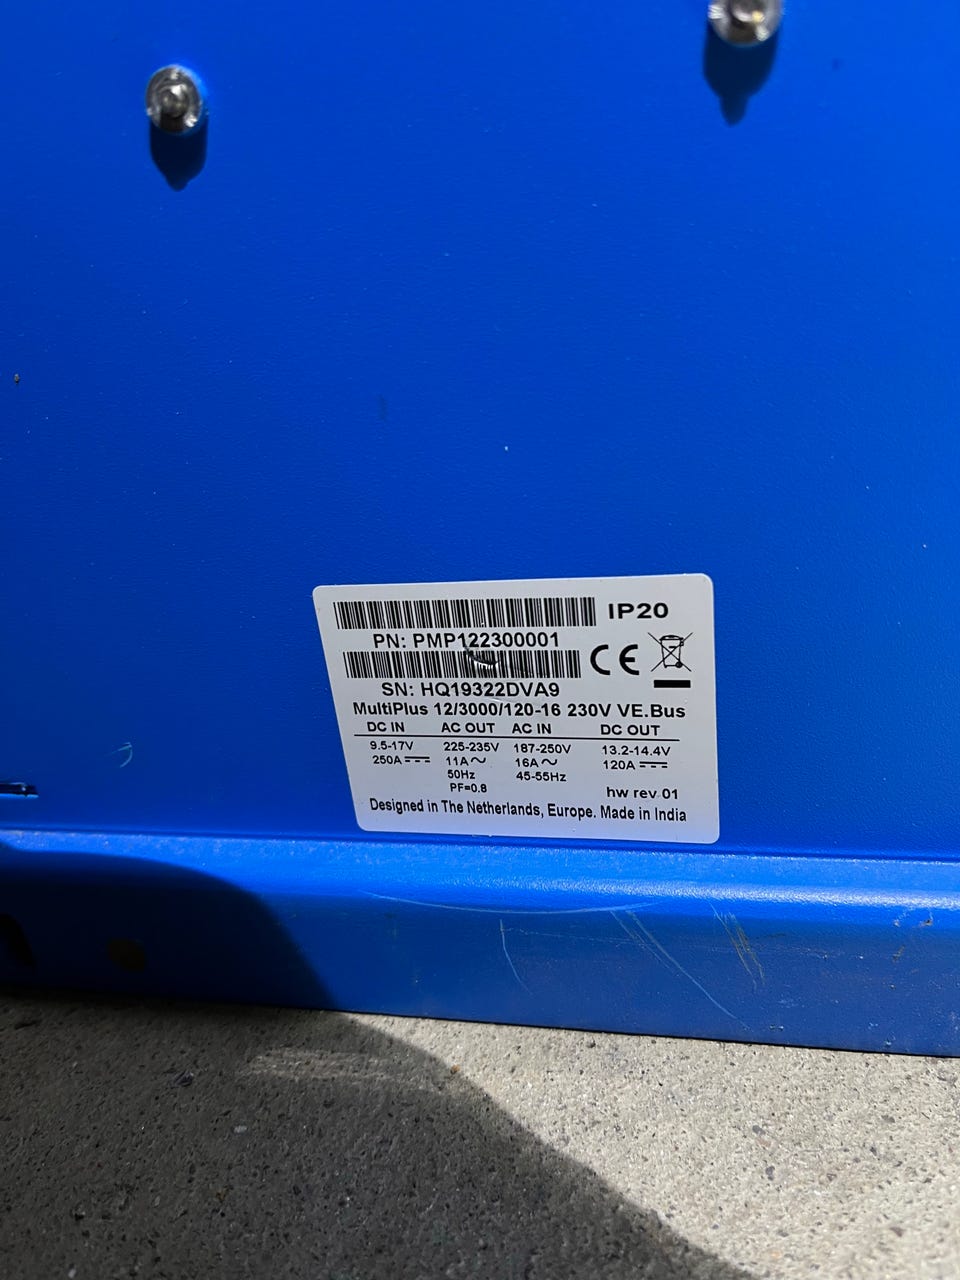 IP20
PN: PMP122300001
CE
SN: HQ19322DVA9
MultiPlus 12/3000/120-16 230V VE.Bus
DC IN AC OUT AC IN DC OUT
9.5-17V 225-235V 187-250V 13.2-14.4V
250A⎓ 11A~ 16A~ 120A⎓
50Hz 45-55Hz
PF=0.8 hw rev 01
Designed in The Netherlands, Europe. Made in India